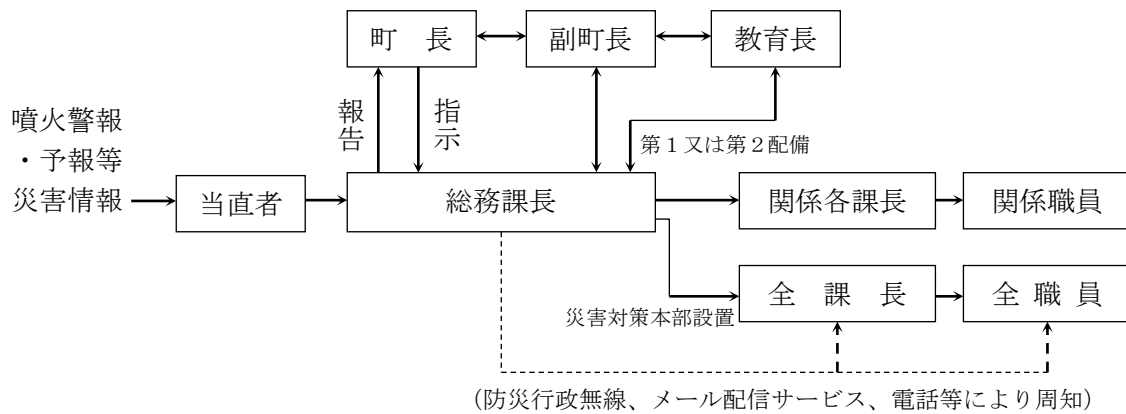 町 長
副町長
教育長
報告
指示
噴火警報
・予報等
災害情報
第1又は第2配備
当直者
総務課長
関係各課長
関係職員
全 課 長
全 職 員
災害対策本部設置
(防災行政無線、メール配信サービス、電話等により周知)